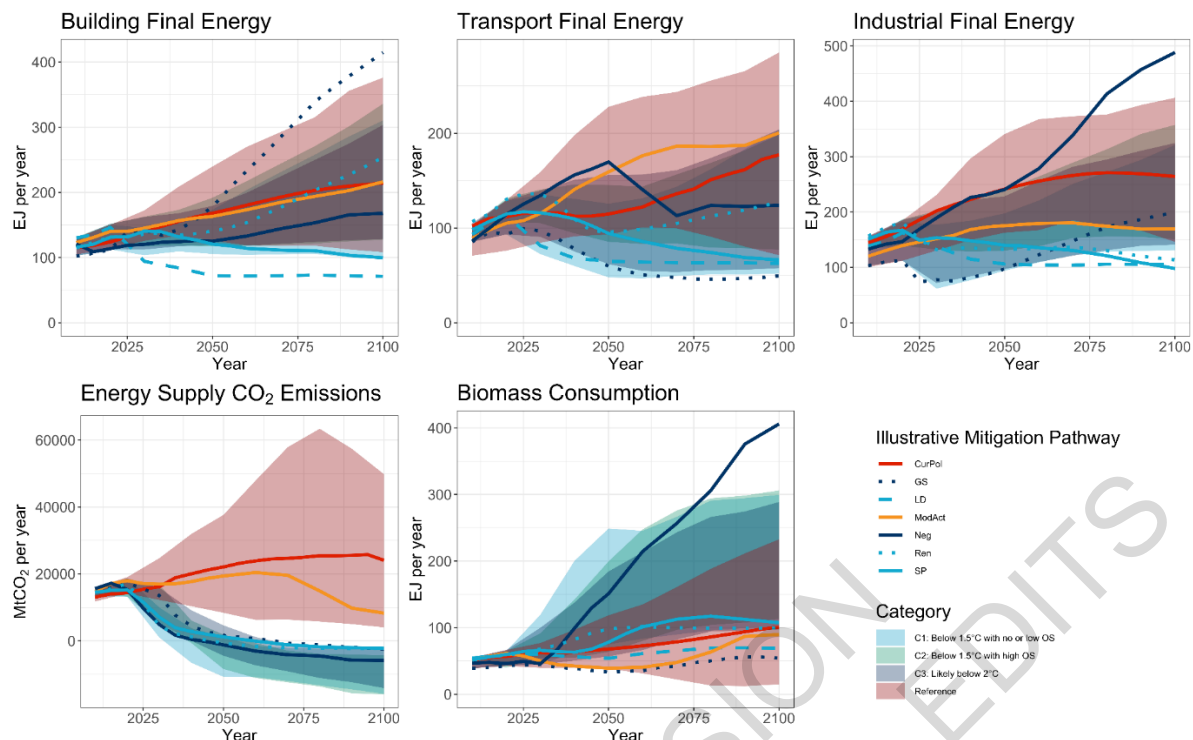 Building Final Energy
Transport Final Energy
Industrial Final Energy
EJ per year
400
300
200
100
0
2025
2050
2075
2100
Year
EJ per year
200
100
0
2025
2050
2075
2100
Year
EJ per year
500
400
300
200
100
0
2025
2050
2075
2100
Year
Energy Supply CO₂ Emissions
Biomass Consumption
MtCO₂ per year
60000
40000
20000
0
2025
2050
2075
2100
Year
EJ per year
400
300
200
100
0
2025
2050
2075
2100
Year
Illustrative Mitigation Pathway
CurPol
GS
LD
ModAct
Neg
Ren
SP
Category
C1: Below 1.5°C with no or low OS
C2: Below 1.5°C with high OS
C3: Likely below 2°C
Reference
SION
EDITS